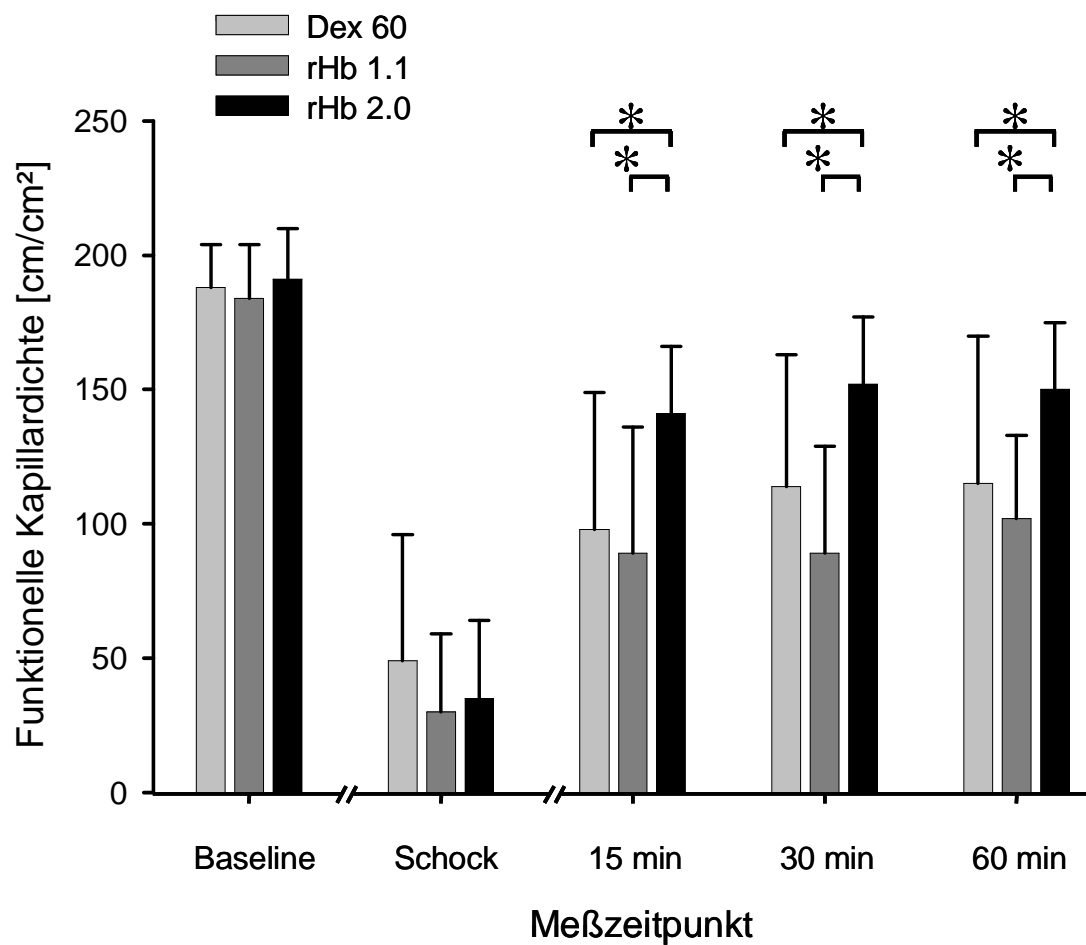 Dex 60
rHb 1.1
rHb 2.0
Funktionelle Kapillardichte [cm/cm²]
250
200
150
100
50
0
* * *
* * *
Baseline Schock 15 min 30 min 60 min
Meßzeitpunkt